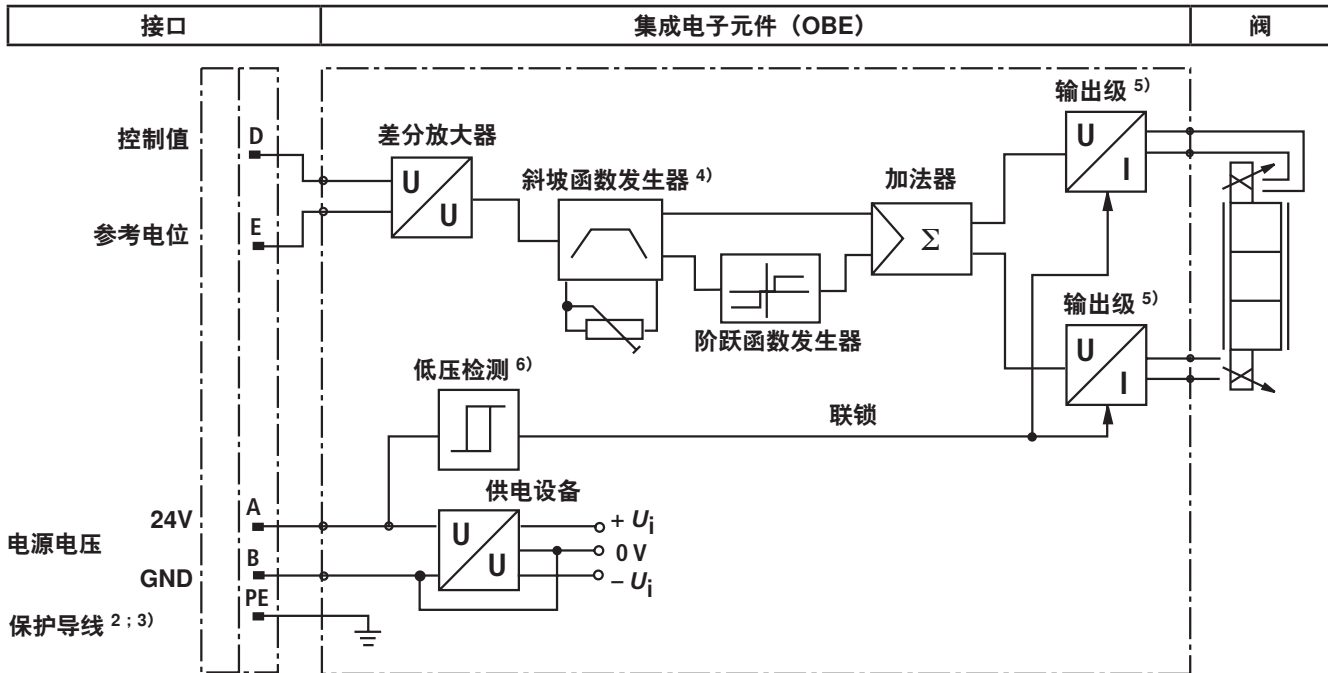 接口
集成电子元件（OBE）
阀
输出级 5)
U
I
控制值
D
差分放大器
U
U
斜坡函数发生器 4)
加法器
Σ
参考电位
E
输出级 5)
U
I
阶跃函数发生器
低压检测 6)
联锁
供电设备
24V
A
U
U
+ Ui
电源电压
0 V
B
GND
– Ui
PE
保护导线 2 ; 3)